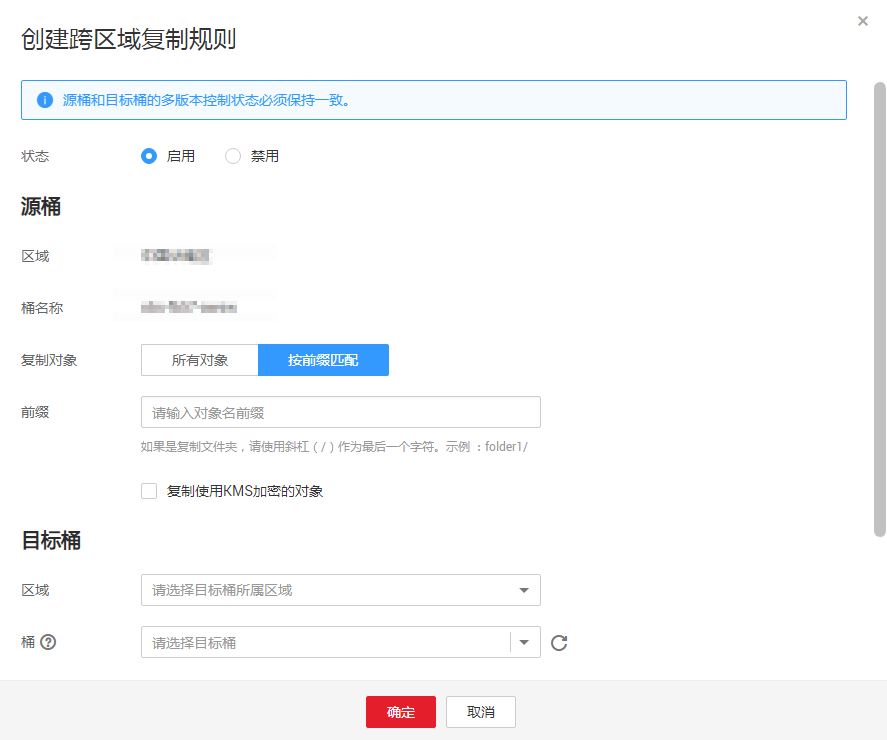 创建跨区域复制规则
源桶和目标桶的多版本控制状态必须保持一致。
状态 启用 禁用
源桶
区域
桶名称
复制对象 所有对象 按前缀匹配
前缀 请输入对象名前缀
如果是复制文件夹，请使用斜杠（/）作为最后一个字符。示例 ：folder1/
复制使用KMS加密的对象
目标桶
区域 请选择目标桶所属区域
桶 请选择目标桶
确定 取消